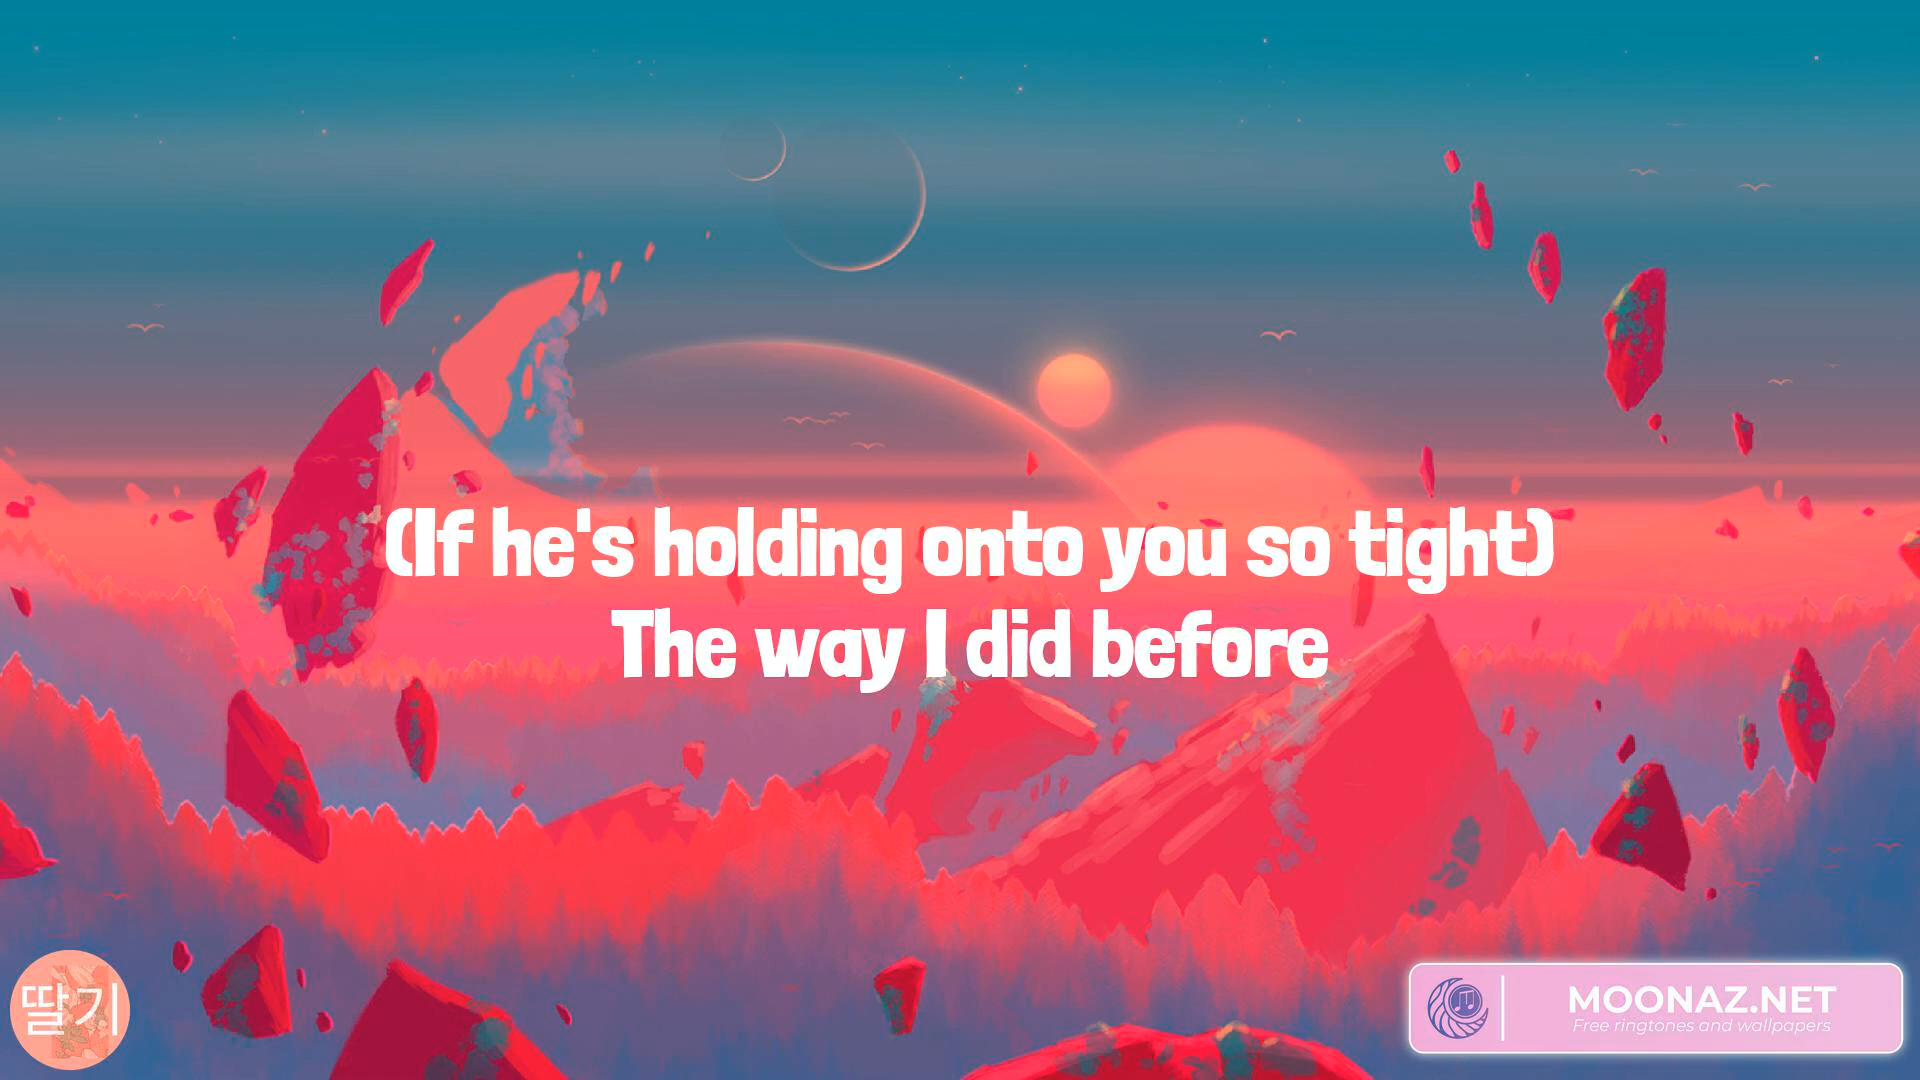 (If he's holding onto you so tight)
The way I did before
딸기
MOONAZ.NET
Free ringtones and wallpapers